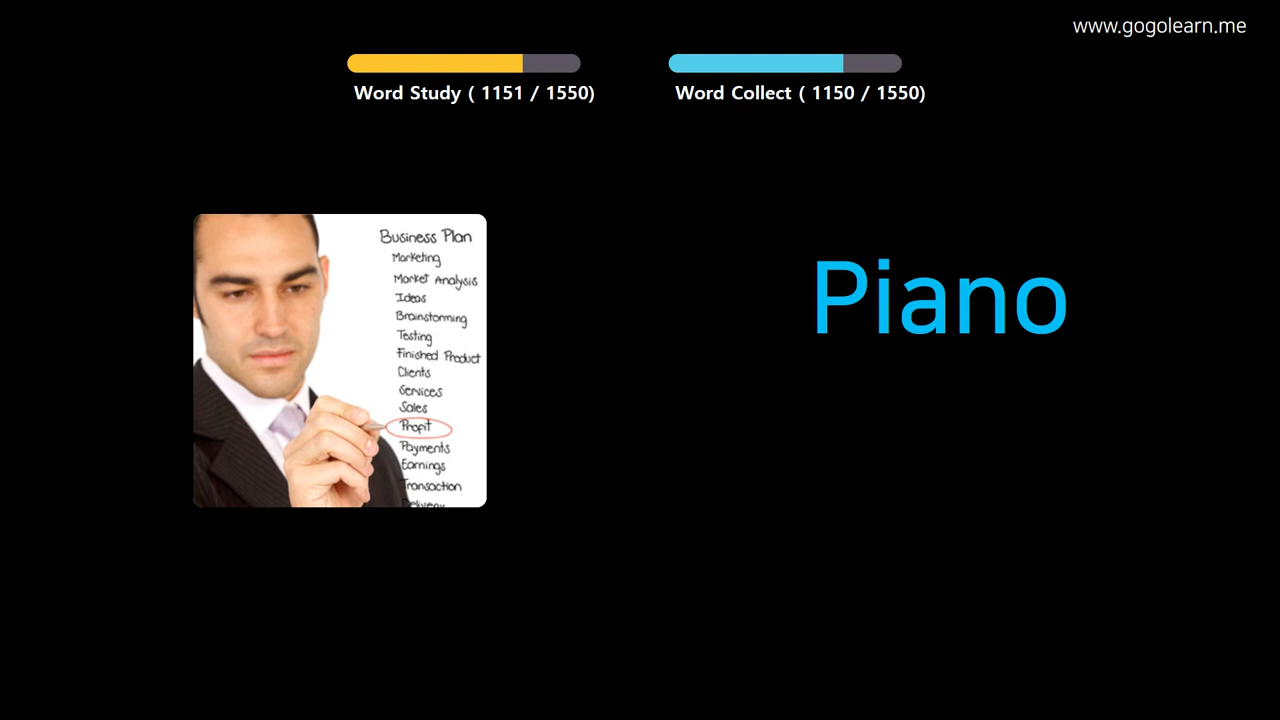 www.gogolearn.me
Word Study ( 1151 / 1550)
Word Collect ( 1150 / 1550)
Business Plan
Marketing
Market Analysis
Ideas
Brainstorming
Testing
Finished Product
Clients
Services
Sales
Profit
Payments
Earnings
Transaction
Delivery
Piano